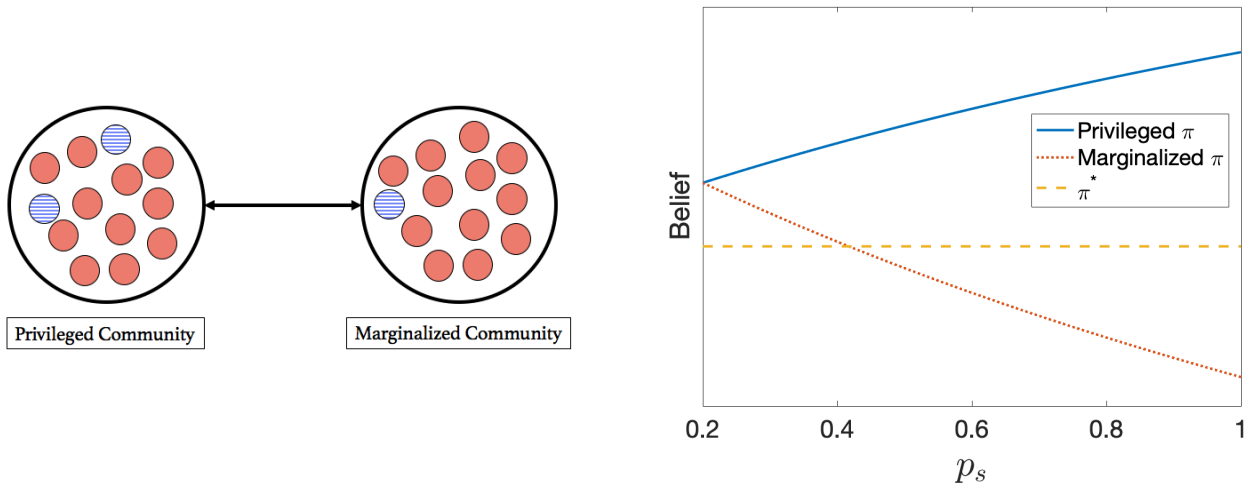 Privileged Community
Marginalized Community
Belief
Privileged π
Marginalized π
π*
0.2
0.4
0.6
0.8
1
p_s